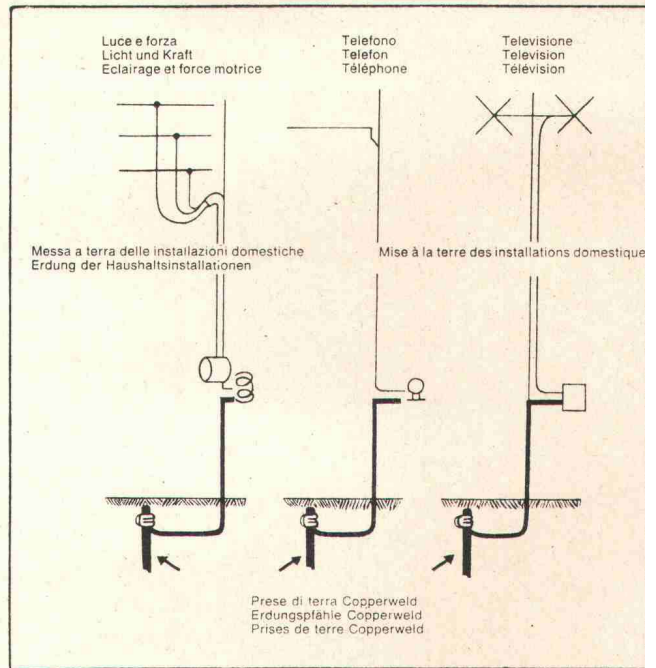 Luce e forza
Licht und Kraft
Eclairage et force motrice
Telefono
Telefon
Téléphone
Televisione
Television
Télévision
Messa a terra delle installazioni domestiche
Erdung der Haushaltsinstallationen
Mise à la terre des installations domestique
Prese di terra Copperweld
Erdungspfähle Copperweld
Prises de terre Copperweld